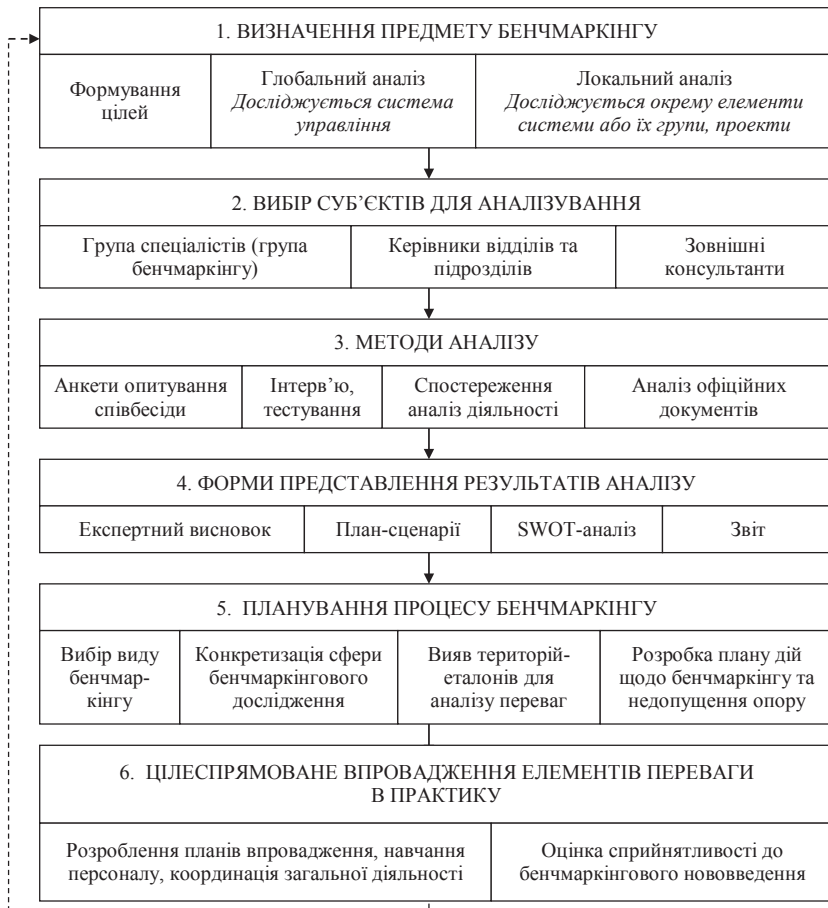 1. ВИЗНАЧЕННЯ ПРЕДМЕТУ БЕНЧМАРКІНГУ
Формування
цілей
Глобальний аналіз
Досліджується система
управління
Локальний аналіз
Досліджується окрему елементи
системи або їх групи, проекти
2. ВИБІР СУБ’ЄКТІВ ДЛЯ АНАЛІЗУВАННЯ
Група спеціалістів (група
бенчмаркінгу)
Керівники відділів та
підрозділів
Зовнішні
консультанти
3. МЕТОДИ АНАЛІЗУ
Анкети опитування
співбесіди
Інтерв’ю,
тестування
Спостереження
аналіз діяльності
Аналіз офіційних
документів
4. ФОРМИ ПРЕДСТАВЛЕННЯ РЕЗУЛЬТАТІВ АНАЛІЗУ
Експертний висновок
План-сценарії
SWOT-аналіз
Звіт
5. ПЛАНУВАННЯ ПРОЦЕСУ БЕНЧМАРКІНГУ
Вибір виду
бенчмар-
кінгу
Конкретизація сфери
бенчмаркінгового
дослідження
Вияв територій-
еталонів для
аналізу переваг
Розробка плану дій
щодо бенчмаркінгу та
недопущення опору
6. ЦІЛЕСПРЯМОВАНЕ ВПРОВАДЖЕННЯ ЕЛЕМЕНТІВ ПЕРЕВАГИ
В ПРАКТИКУ
Розроблення планів впровадження, навчання
персоналу, координація загальної діяльності
Оцінка сприйнятливості до
бенчмаркінгового нововведення